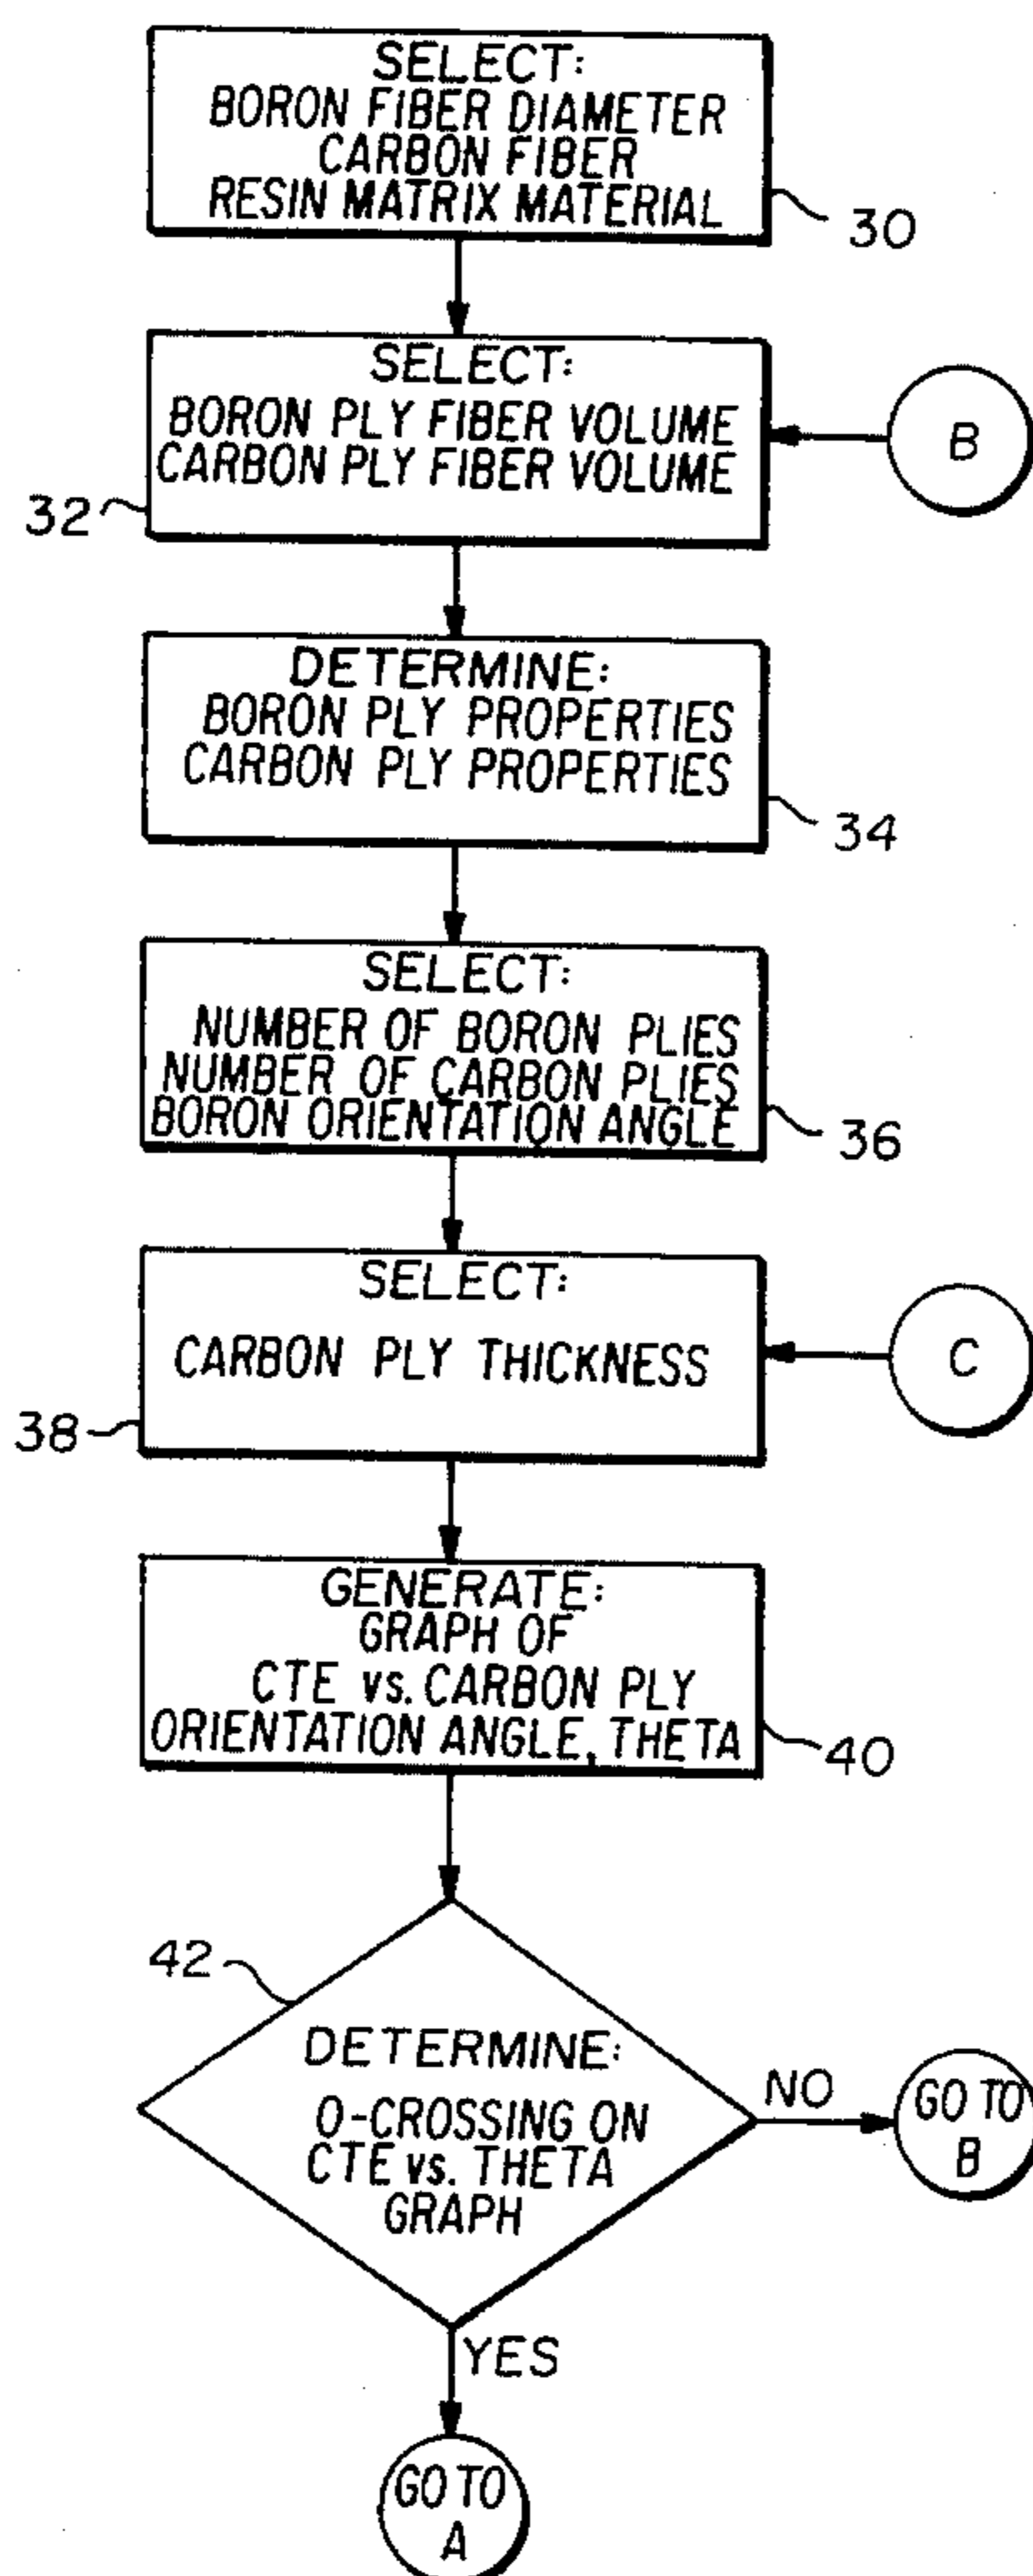 SELECT:
BORON FIBER DIAMETER
CARBON FIBER
RESIN MATRIX MATERIAL
30
SELECT:
BORON PLY FIBER VOLUME
CARBON PLY FIBER VOLUME
B
32
DETERMINE:
BORON PLY PROPERTIES
CARBON PLY PROPERTIES
34
SELECT:
NUMBER OF BORON PLIES
NUMBER OF CARBON PLIES
BORON ORIENTATION ANGLE
36
SELECT:
CARBON PLY THICKNESS
C
38
GENERATE:
GRAPH OF
CTE vs. CARBON PLY
ORIENTATION ANGLE, THETA
40
42
DETERMINE:
0-CROSSING ON
CTE vs. THETA
GRAPH
NO
GO TO
B
YES
GO TO
A